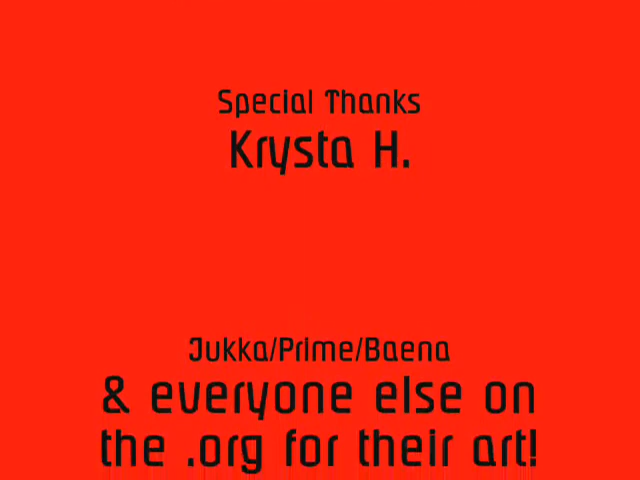 Special Thanks
Krysta H.
Jukka/Prime/Baena
& everyone else on
the .org for their art!